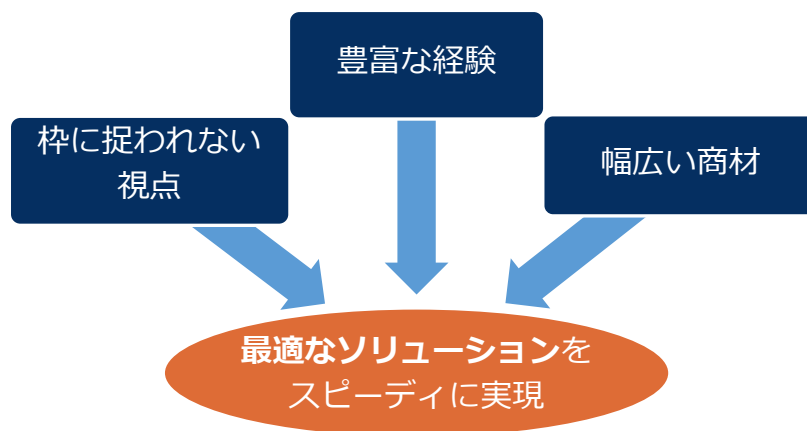 豊富な経験
枠に捉われない
視点
幅広い商材
最適なソリューションを
スピーディに実現